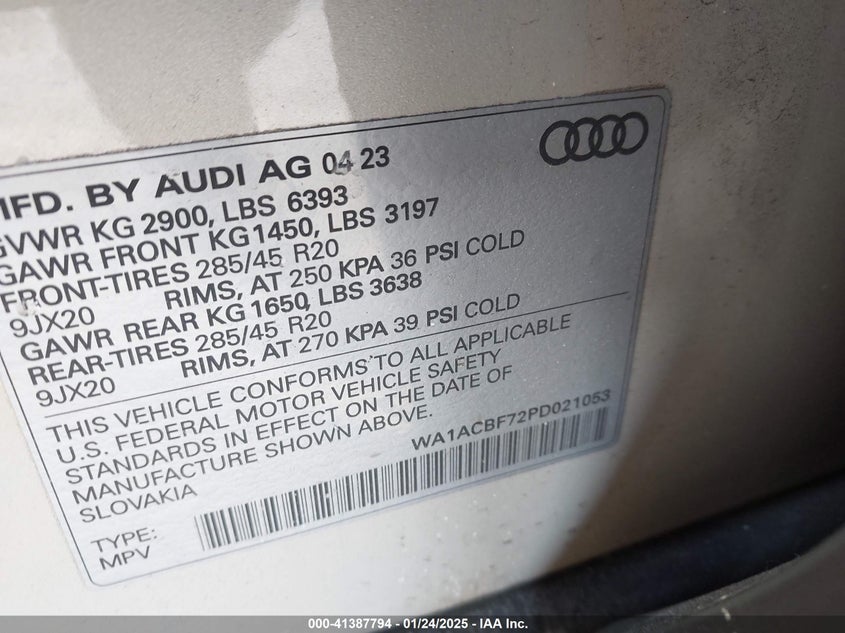 MFD. BY AUDI AG 04 23
GVWR KG 2900, LBS 6393
GAWR FRONT KG1450, LBS 3197
FRONT-TIRES 285/45 R20
9JX20 RIMS, AT 250 KPA 36 PSI COLD
GAWR REAR KG 1650, LBS 3638
REAR-TIRES 285/45 R20
9JX20 RIMS, AT 270 KPA 39 PSI COLD
THIS VEHICLE CONFORMS TO ALL APPLICABLE
U.S. FEDERAL MOTOR VEHICLE SAFETY
STANDARDS IN EFFECT ON THE DATE OF
MANUFACTURE SHOWN ABOVE.
SLOVAKIA
WA1ACBF72PD021053
TYPE:
MPV
000-41387794 - 01/24/2025 - IAA Inc.